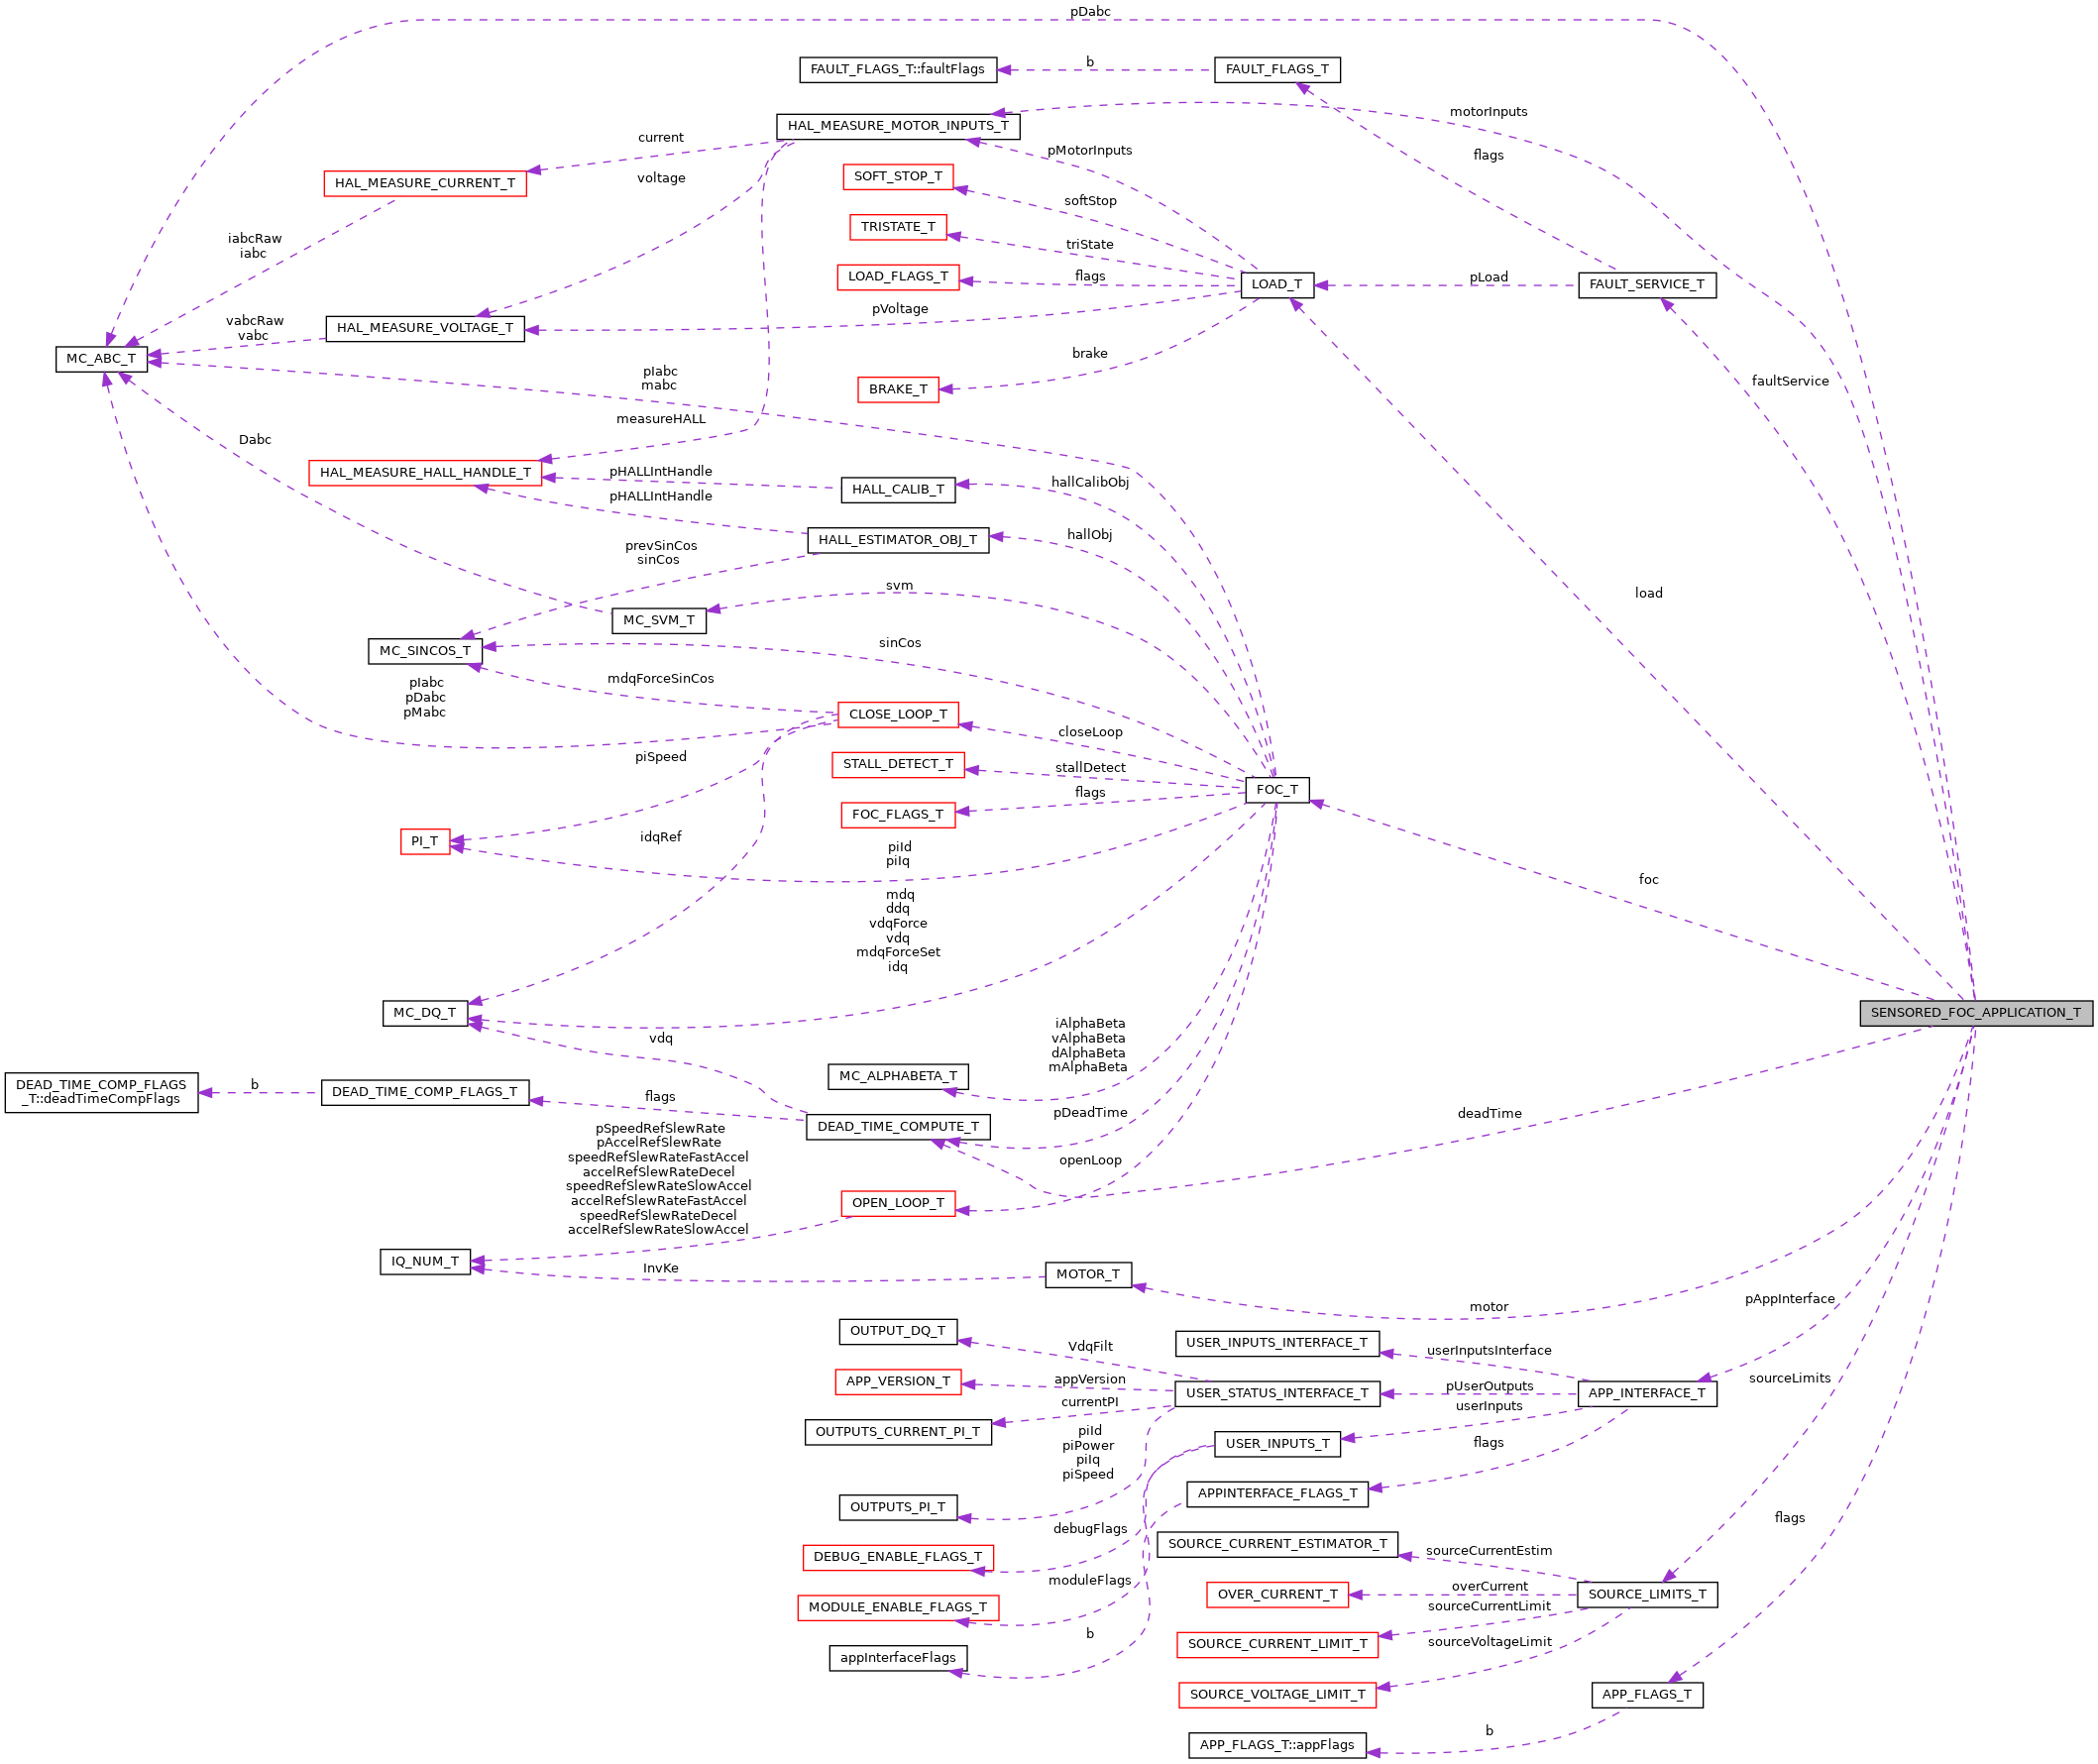 pDabc
FAULT_FLAGS_T::faultFlags
b
FAULT_FLAGS_T
HAL_MEASURE_MOTOR_INPUTS_T
motorInputs
current
pMotorInputs
flags
HAL_MEASURE_CURRENT_T
voltage
SOFT_STOP_T
softStop
TRISTATE_T
triState
iabcRaw
iabc
LOAD_FLAGS_T
flags
LOAD_T
pLoad
FAULT_SERVICE_T
pVoltage
vabcRaw
vabc
HAL_MEASURE_VOLTAGE_T
MC_ABC_T
brake
pIabc
mabc
BRAKE_T
faultService
measureHALL
Dabc
HAL_MEASURE_HALL_HANDLE_T
pHALLIntHandle
pHALLIntHandle
HALL_CALIB_T
hallCalibObj
HALL_ESTIMATOR_OBJ_T
hallObj
prevSinCos
sinCos
svm
load
MC_SVM_T
MC_SINCOS_T
sinCos
mdqForceSinCos
pIabc
pDabc
pMabc
CLOSE_LOOP_T
closeLoop
piSpeed
STALL_DETECT_T
stallDetect
flags
FOC_T
FOC_FLAGS_T
PI_T
idqRef
piId
piIq
foc
mdq
ddq
vdqForce
vdq
mdqForceSet
idq
MC_DQ_T
SENSORED_FOC_APPLICATION_T
vdq
iAlphaBeta
vAlphaBeta
dAlphaBeta
mAlphaBeta
MC_ALPHABETA_T
DEAD_TIME_COMP_FLAGS
_T::deadTimeCompFlags
b
DEAD_TIME_COMP_FLAGS_T
flags
DEAD_TIME_COMPUTE_T
pDeadTime
deadTime
pSpeedRefSlewRate
pAccelRefSlewRate
speedRefSlewRateFastAccel
accelRefSlewRateDecel
speedRefSlewRateSlowAccel
accelRefSlewRateFastAccel
speedRefSlewRateDecel
accelRefSlewRateSlowAccel
openLoop
OPEN_LOOP_T
IQ_NUM_T
InvKe
MOTOR_T
motor
pAppInterface
OUTPUT_DQ_T
VdqFilt
USER_INPUTS_INTERFACE_T
userInputsInterface
APP_VERSION_T
appVersion
USER_STATUS_INTERFACE_T
pUserOutputs
APP_INTERFACE_T
sourceLimits
currentPI
userInputs
OUTPUTS_CURRENT_PI_T
piId
piPower
piIq
piSpeed
USER_INPUTS_T
flags
APPINTERFACE_FLAGS_T
OUTPUTS_PI_T
flags
debugFlags
SOURCE_CURRENT_ESTIMATOR_T
sourceCurrentEstim
DEBUG_ENABLE_FLAGS_T
moduleFlags
OVER_CURRENT_T
overCurrent
SOURCE_LIMITS_T
MODULE_ENABLE_FLAGS_T
sourceCurrentLimit
b
SOURCE_CURRENT_LIMIT_T
sourceVoltageLimit
appInterfaceFlags
SOURCE_VOLTAGE_LIMIT_T
APP_FLAGS_T
b
APP_FLAGS_T::appFlags